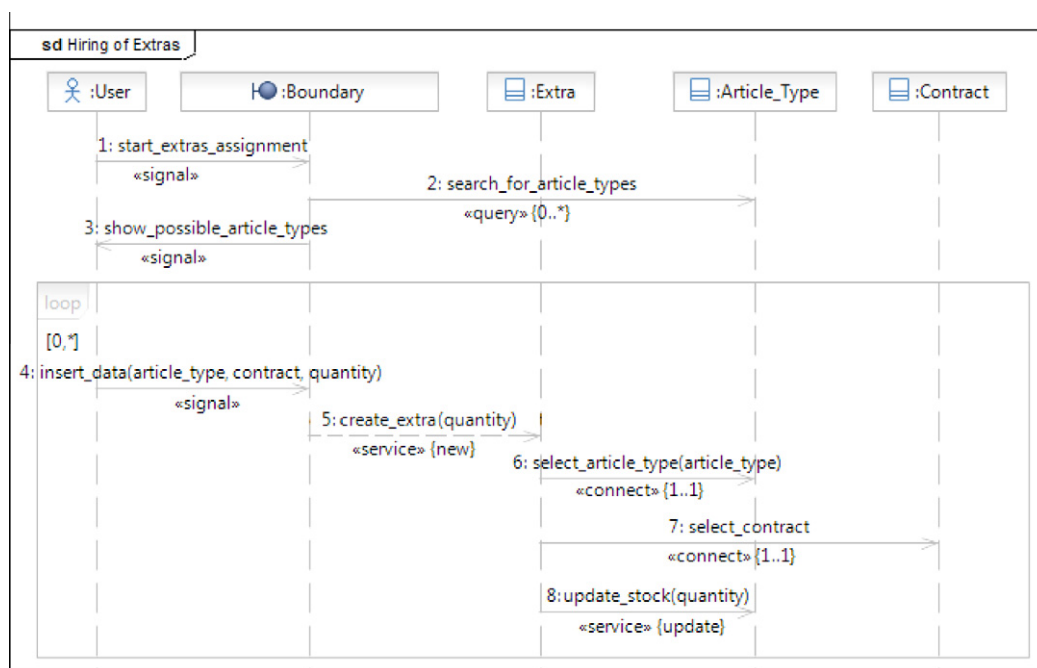 sd Hiring of Extras
:User
:Boundary
:Extra
:Article_Type
:Contract
1: start_extras_assignment
«signal»
2: search_for_article_types
«query» {0..*}
3: show_possible_article_types
«signal»
loop
[0,*]
4: insert_data(article_type, contract, quantity)
«signal»
5: create_extra(quantity)
«service» {new}
6: select_article_type(article_type)
«connect» {1..1}
7: select_contract
«connect» {1..1}
8: update_stock(quantity)
«service» {update}